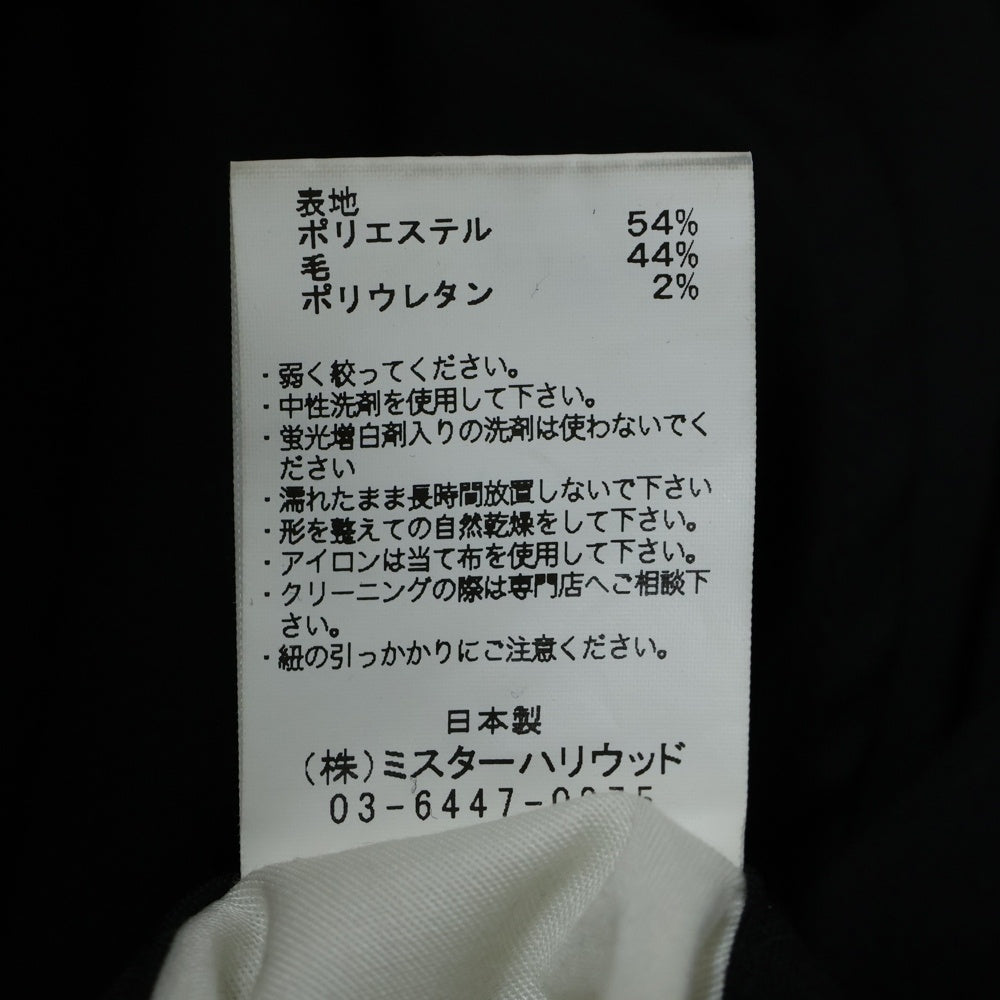 表地
ポリエステル 54%
毛 44%
ポリウレタン 2%
・弱く絞ってください。
・中性洗剤を使用して下さい。
・蛍光増白剤入りの洗剤は使わないでく
ださい
・濡れたまま長時間放置しないで下さい
・形を整えての自然乾燥をして下さい。
・アイロンは当て布を使用して下さい。
・クリーニングの際は専門店へご相談下
さい。
・紐の引っかかりにご注意ください。
日本製
(株)ミスターハリウッド
03-6447-